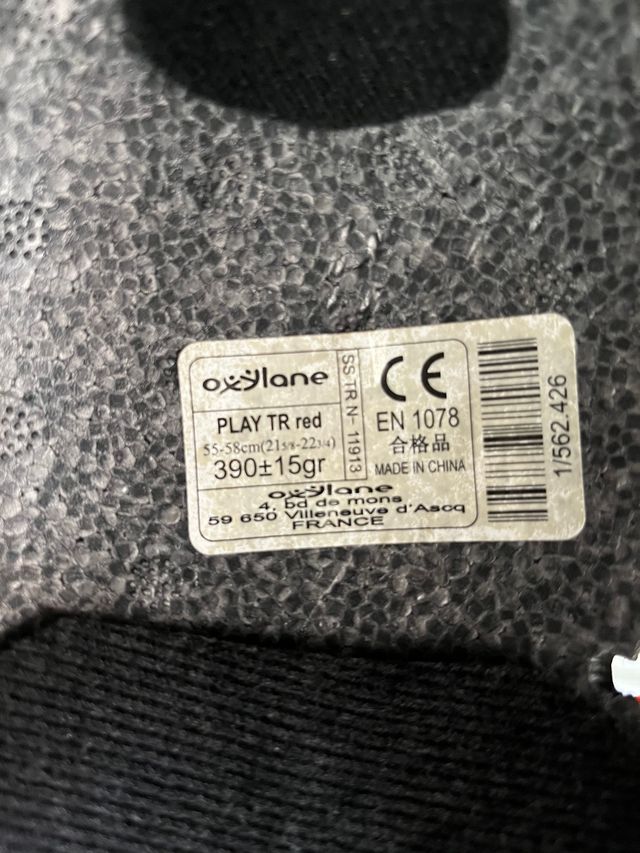 oxylane
PLAY TR red
55-58cm(21 5/8-22 3/4)
390±15gr
SS-TR N- 11913
CE
EN 1078
合格品
MADE IN CHINA
oxylane
4, bd de mons
59 650 Villeneuve d'Ascq
FRANCE
1/562.426